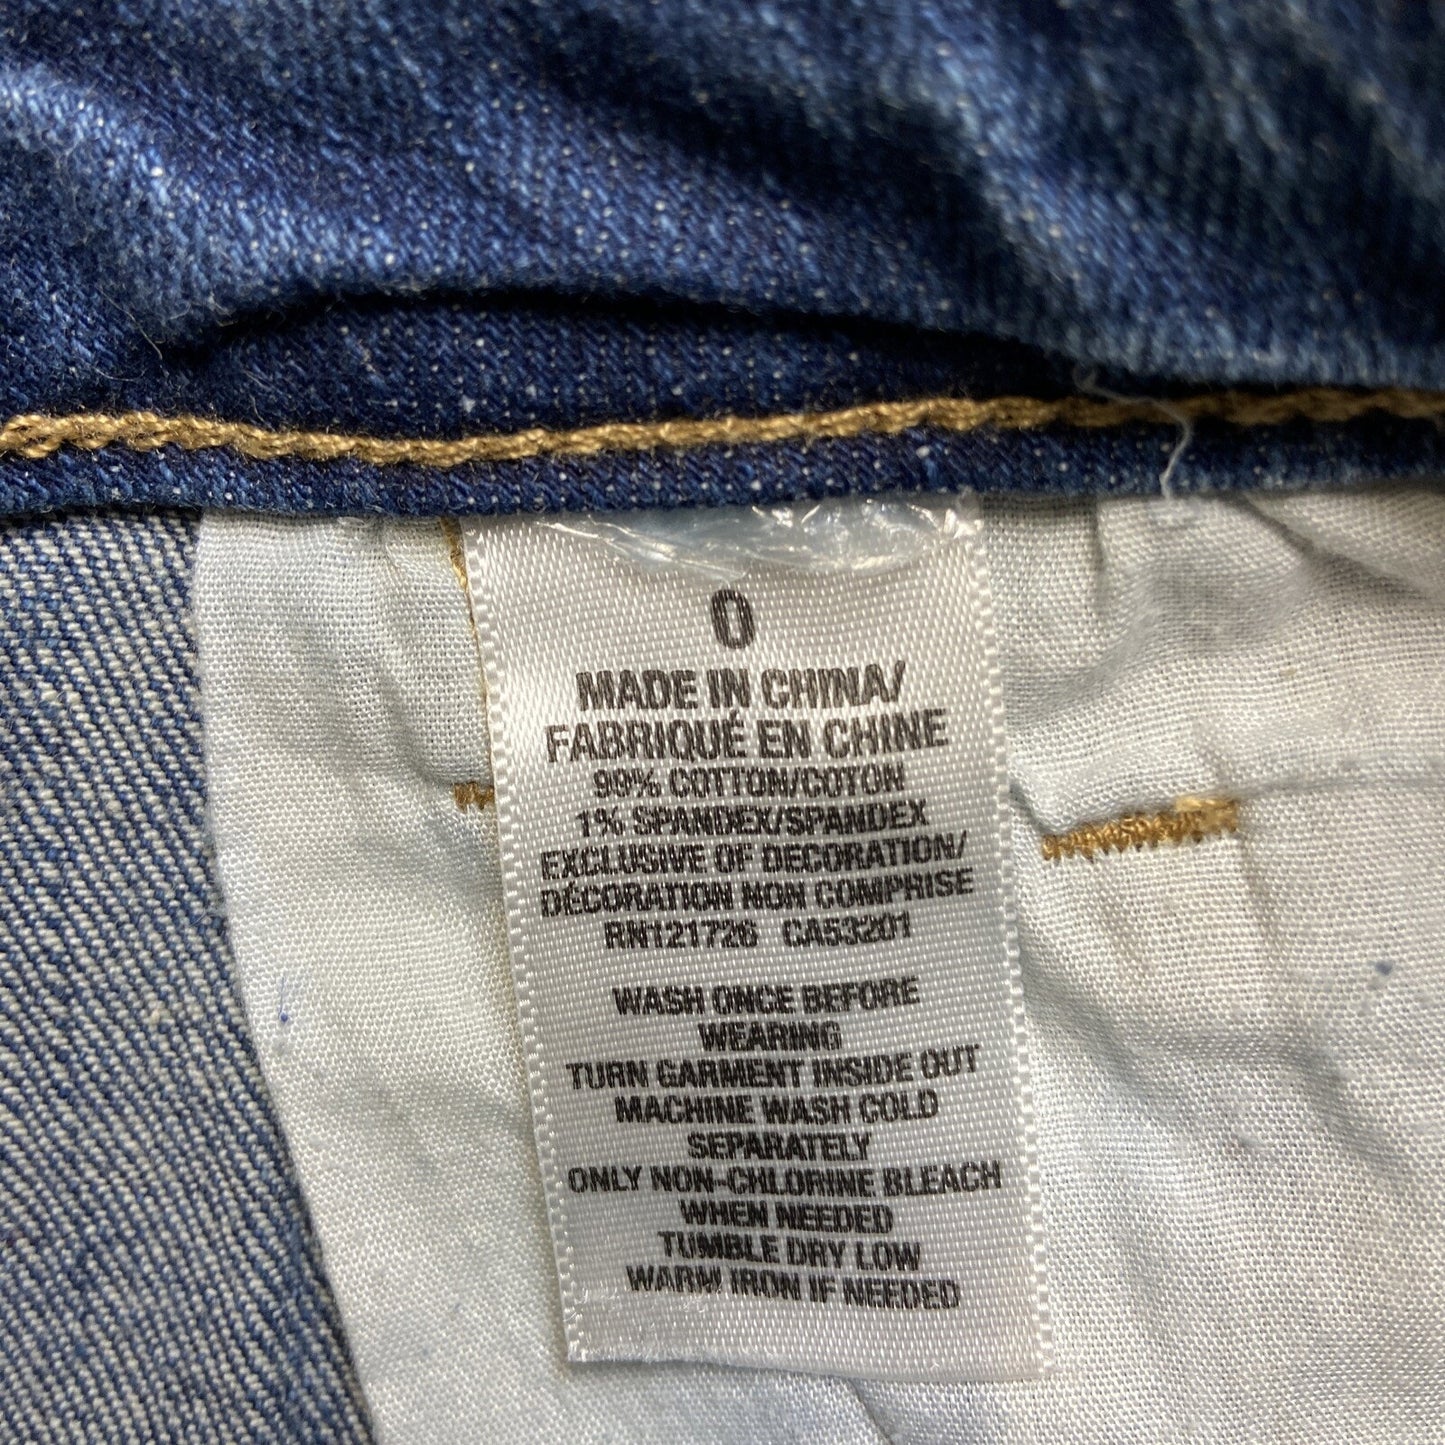 0
MADE IN CHINA/
FABRIQUÉ EN CHINE
99% COTTON/COTON
1% SPANDEX/SPANDEX
EXCLUSIVE OF DECORATION/
DÉCORATION NON COMPRISE
RN121726 CA53201
WASH ONCE BEFORE
WEARING
TURN GARMENT INSIDE OUT
MACHINE WASH COLD
SEPARATELY
ONLY NON-CHLORINE BLEACH
WHEN NEEDED
TUMBLE DRY LOW
WARM IRON IF NEEDED